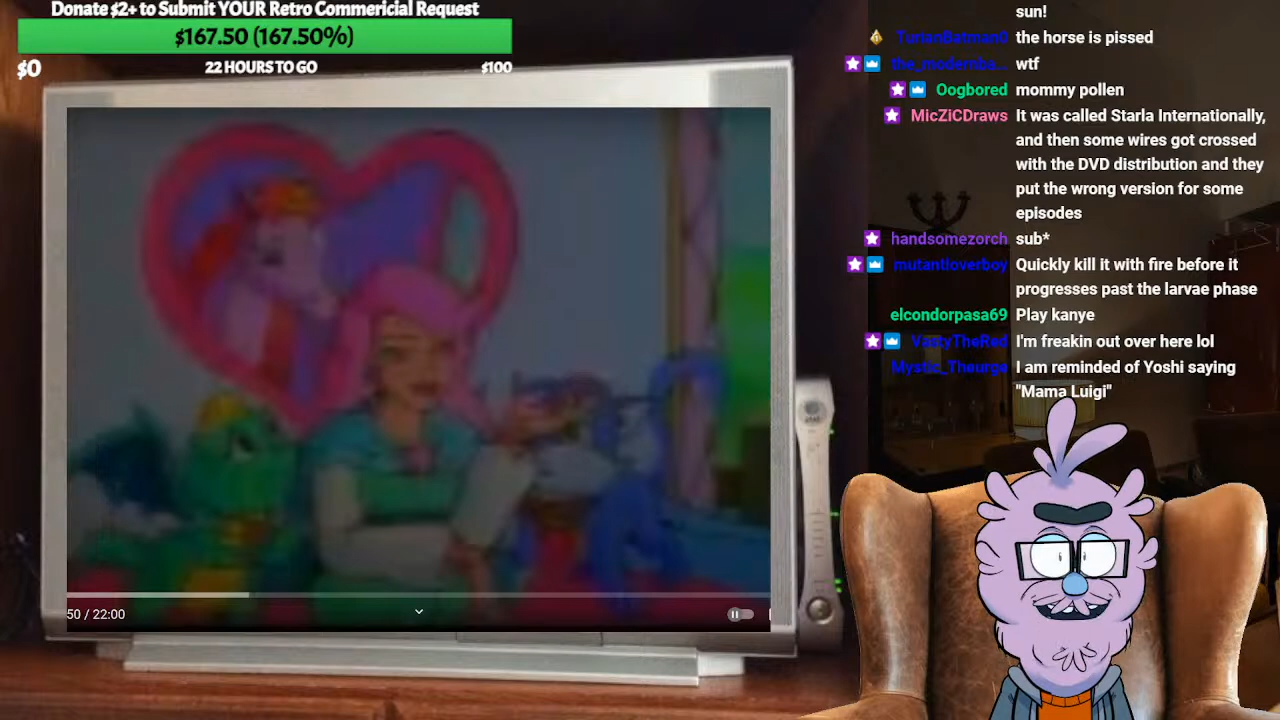 Donate $2+ to Submit YOUR Retro Commericial Request
$167.50 (167.50%)
$0
22 HOURS TO GO
$100
50 / 22:00
sun!
TurianBatman0 the horse is pissed
the_modernba... wtf
Oogbored mommy pollen
MicZiCDraws It was called Starla Internationally,
and then some wires got crossed
with the DVD distribution and they
put the wrong version for some
episodes
handsomezorch sub*
mutantloverboy Quickly kill it with fire before it
progresses past the larvae phase
elcondorpasa69 Play kanye
VastyTheRed I'm freakin out over here lol
Mystic_Theurge I am reminded of Yoshi saying
"Mama Luigi"